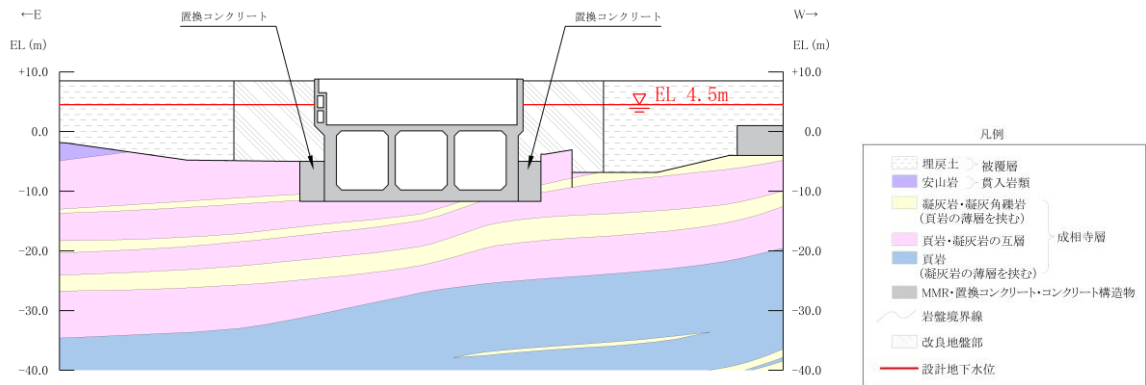 ←E
W→
置換コンクリート
置換コンクリート
EL (m)
EL (m)
+10.0
0.0
-10.0
-20.0
-30.0
-40.0
EL 4.5m
+10.0
0.0
-10.0
-20.0
-30.0
-40.0
凡例
埋戻土 被覆層
安山岩 貫入岩類
凝灰岩・凝灰角礫岩
(頁岩の薄層を挟む)
頁岩・凝灰岩の互層
成相寺層
頁岩
(凝灰岩の薄層を挟む)
MMR・置換コンクリート・コンクリート構造物
岩盤境界線
改良地盤部
設計地下水位